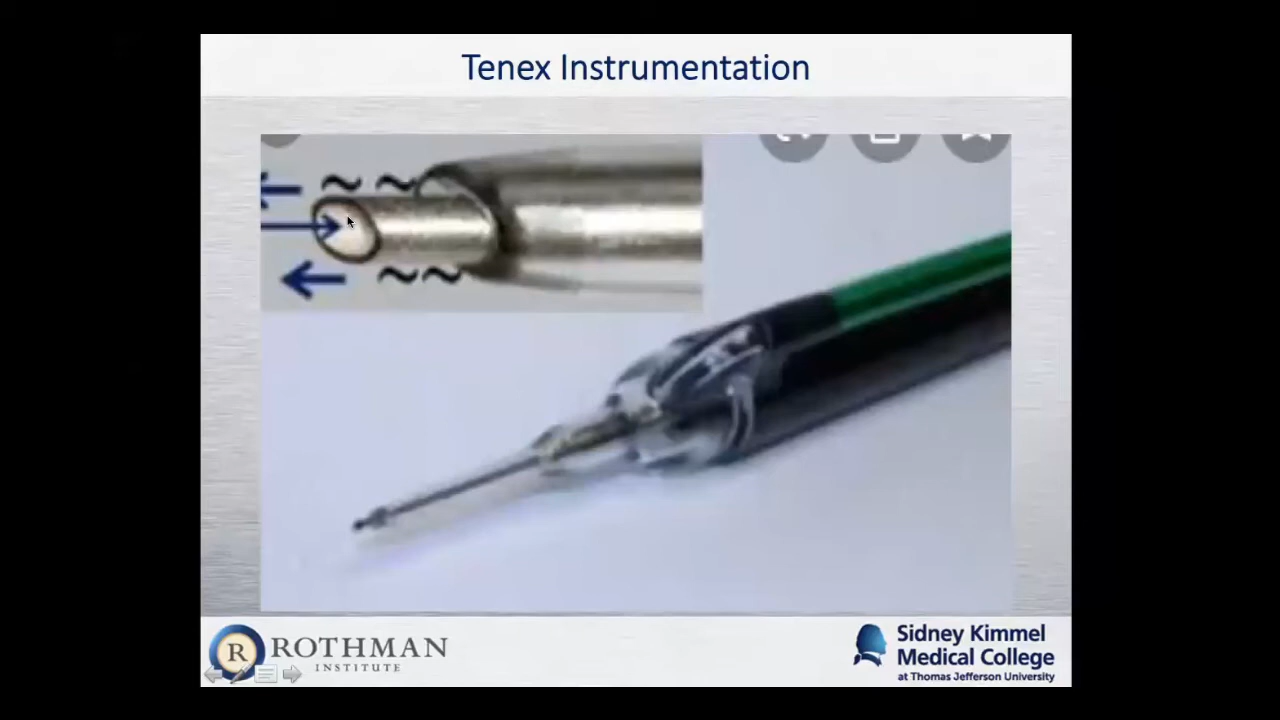 Tenex Instrumentation
R ROTHMAN
INSTITUTE
Sidney Kimmel
Medical College
at Thomas Jefferson University